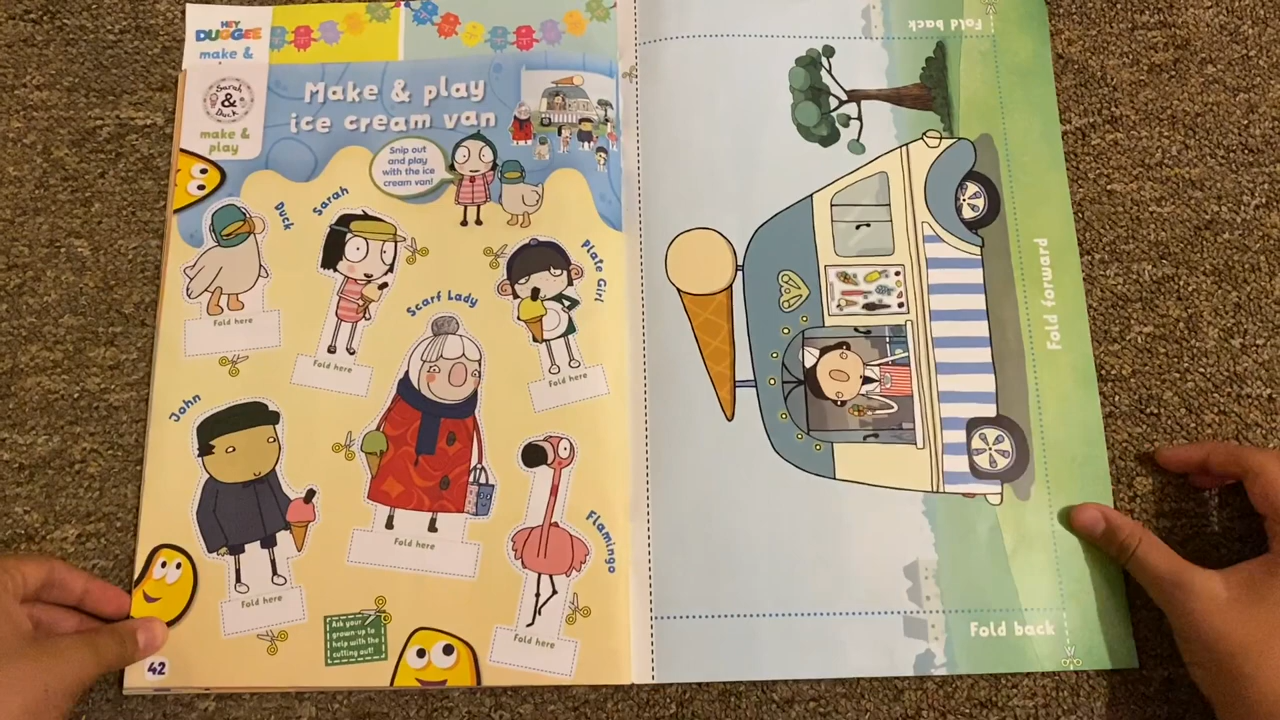 HEY
DUGGEE
make &
Sarah
&
Duck
make &
play
Make & play
ice cream van
Snip out
and play
with the ice
cream van!
Duck
Sarah
Scarf Lady
Plate Girl
Fold here
Fold here
Fold here
John
Flamingo
Fold here
Fold here
Fold here
Ask your
grown-up to
help with the
cutting out!
42
Fold back
Fold forward
Fold back